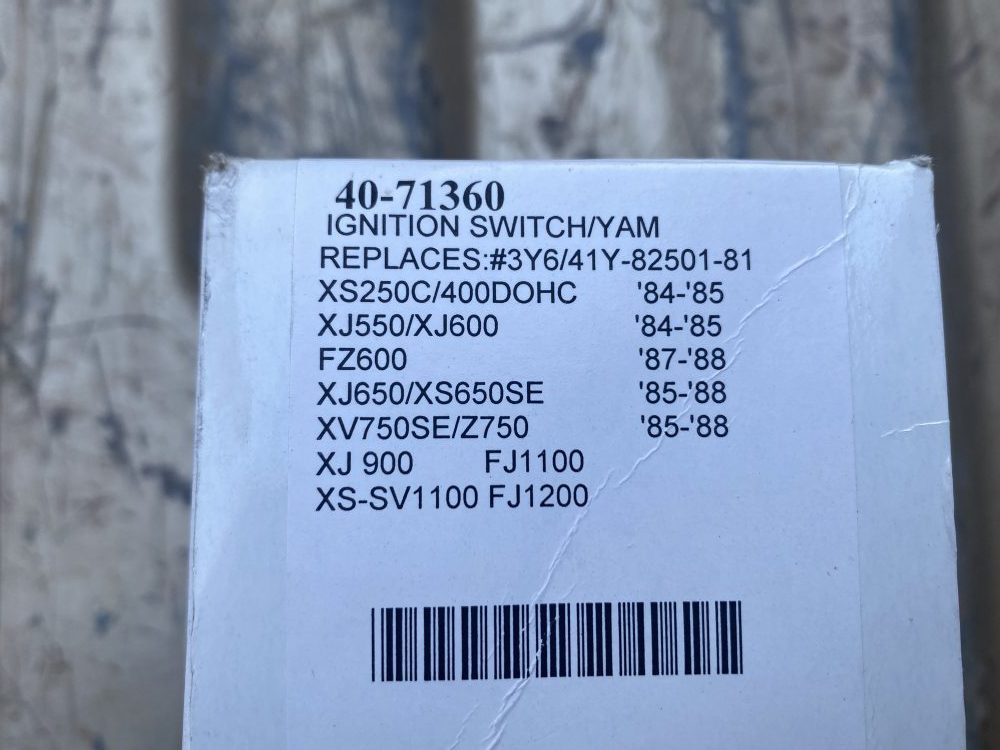 40-71360
IGNITION SWITCH/YAM
REPLACES:#3Y6/41Y-82501-81
XS250C/400DOHC '84-'85
XJ550/XJ600 '84-'85
FZ600 '87-'88
XJ650/XS650SE '85-'88
XV750SE/Z750 '85-'88
XJ 900 FJ1100
XS-SV1100 FJ1200